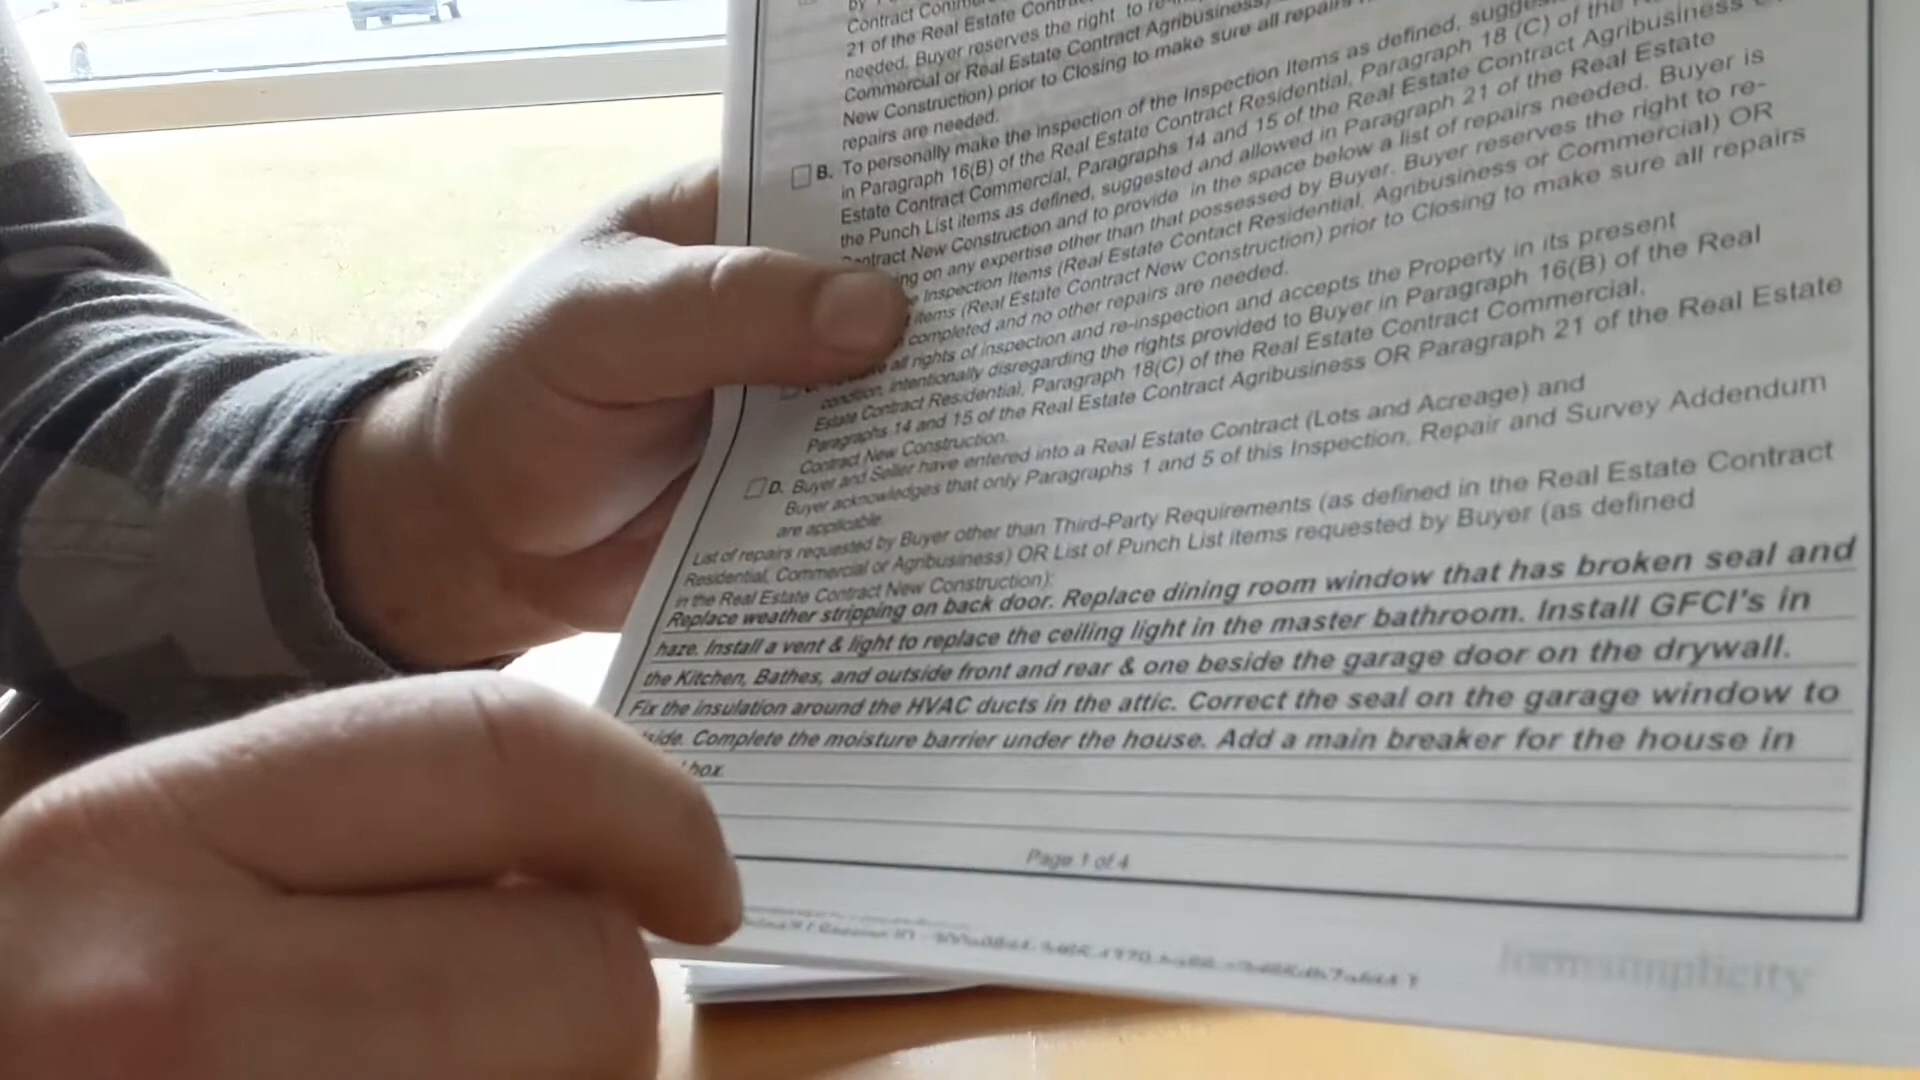 Contract
21 of the Real Estate
needed. Buyer reserves the right to
Commercial or Real Estate Contract Agribusiness
New Construction) prior to Closing to make sure all repairs
repairs are needed.
B. To personally make the inspection of the Inspection Items as defined,
in Paragraph 16(B) of the Real Estate Contract Residential, Paragraph 18 (C) of the
Estate Contract Commercial, Paragraphs 14 and 15 of the Real Estate Contract Agribusiness
the Punch List items as defined, suggested and allowed in Paragraph 21 of the Real Estate
Contract New Construction and to provide in the space below a list of repairs needed. Buyer is
on any expertise other than that possessed by Buyer. Buyer reserves the right to re-
Inspection Items (Real Estate Contact Residential, Agribusiness or Commercial) OR
items (Real Estate Contract New Construction) prior to Closing to make sure all repairs
completed and no other repairs are needed.
all rights of inspection and re-inspection and accepts the Property in its present
condition, intentionally disregarding the rights provided to Buyer in Paragraph 16(B) of the Real
Estate Contract Residential, Paragraph 18(C) of the Real Estate Contract Commercial,
Paragraphs 14 and 15 of the Real Estate Contract Agribusiness OR Paragraph 21 of the Real Estate
Contract New Construction.
D. Buyer and Seller have entered into a Real Estate Contract (Lots and Acreage) and
Buyer acknowledges that only Paragraphs 1 and 5 of this Inspection, Repair and Survey Addendum
are applicable.
List of repairs requested by Buyer other than Third-Party Requirements (as defined in the Real Estate Contract
Residential, Commercial or Agribusiness) OR List of Punch List items requested by Buyer (as defined
in the Real Estate Contract New Construction):
Replace weather stripping on back door. Replace dining room window that has broken seal and
haze. Install a vent & light to replace the ceiling light in the master bathroom. Install GFCI's in
the Kitchen, Bathes, and outside front and rear & one beside the garage door on the drywall.
Fix the insulation around the HVAC ducts in the attic. Correct the seal on the garage window to
side. Complete the moisture barrier under the house. Add a main breaker for the house in
box.
Page 1 of 4
formsimplicity